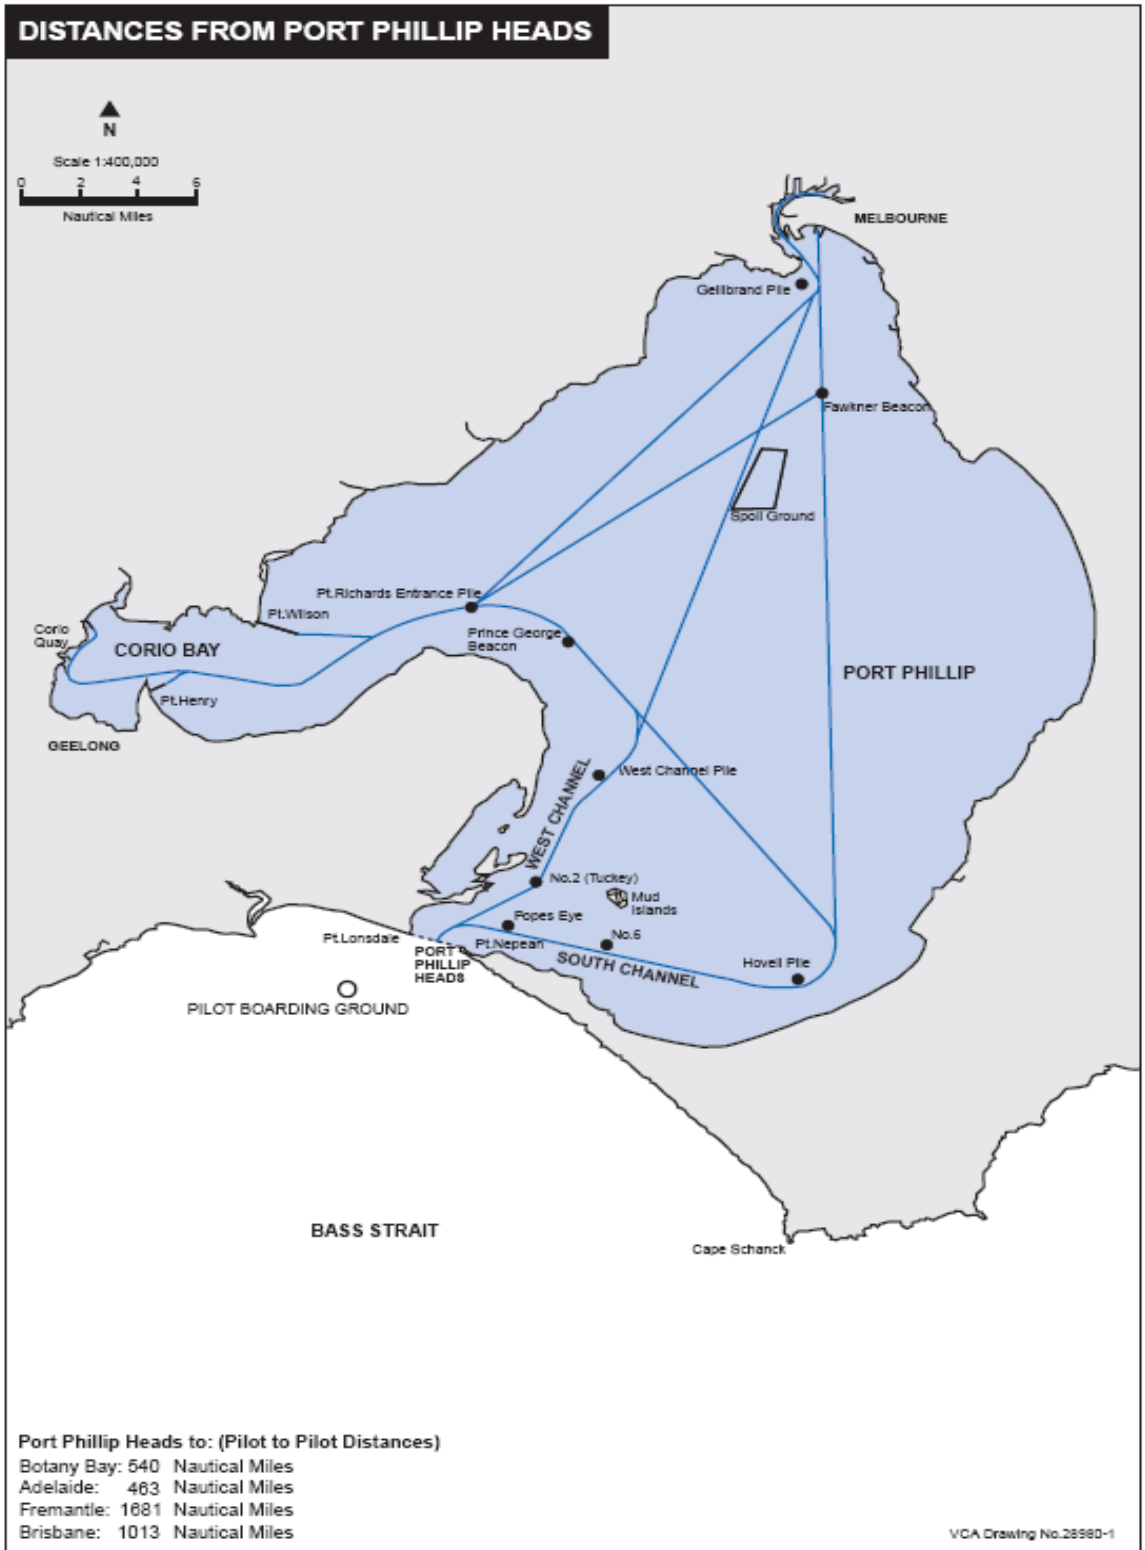 DISTANCES FROM PORT PHILLIP HEADS
N
Scale 1:400,000
0 2 4 6
Nautical Miles
MELBOURNE
Gellibrand Pile
Fawkner Beacon
Spoil Ground
Pt.Richards Entrance Pile
Pt.Wilson
Corio
Quay
CORIO BAY
Prince George
Beacon
PORT PHILLIP
Pt.Henry
GEELONG
West Channel Pile
WEST CHANNEL
No.2 (Tuckey)
Mud
Islands
Popes Eye
Pt.Lonsdale
Pt.Nepean
No.6
PORT
PHILLIP
HEADS
SOUTH CHANNEL
Hovell Pile
PILOT BOARDING GROUND
BASS STRAIT
Cape Schanck
Port Phillip Heads to: (Pilot to Pilot Distances)
Botany Bay: 540 Nautical Miles
Adelaide: 463 Nautical Miles
Fremantle: 1681 Nautical Miles
Brisbane: 1013 Nautical Miles
VCA Drawing No.28980-1